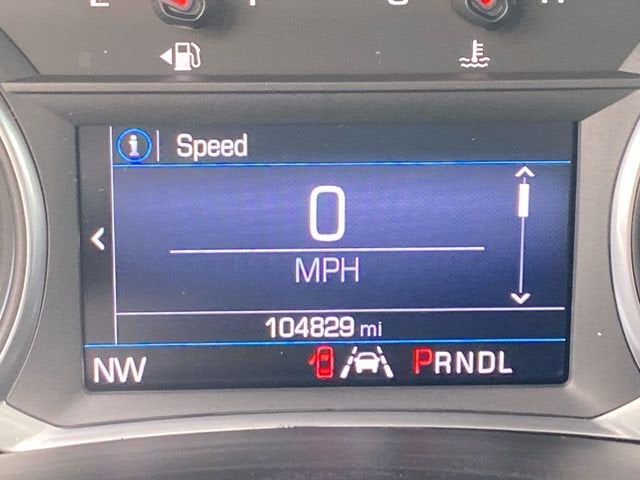 Speed
0
MPH
104829 mi
NW
PRNDL